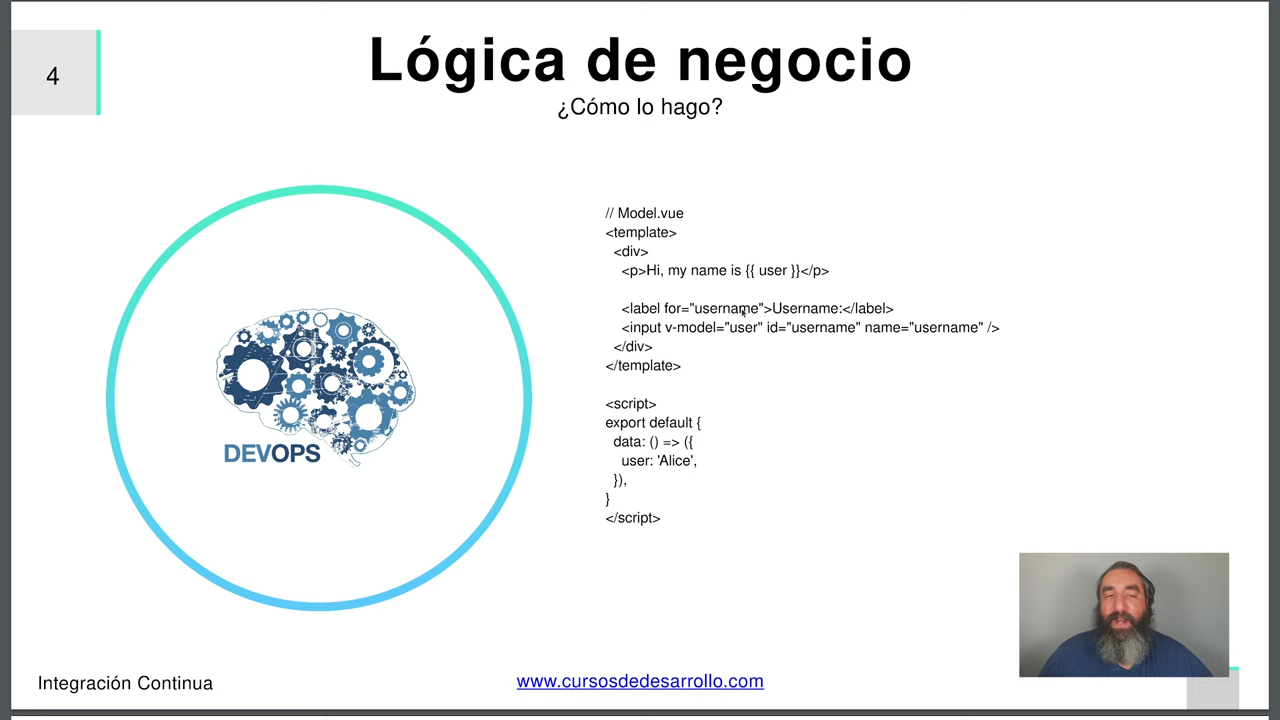 4
Lógica de negocio
¿Cómo lo hago?
// Model.vue
<template>
  <div>
    <p>Hi, my name is {{ user }}</p>

    <label for="username">Username:</label>
    <input v-model="user" id="username" name="username" />
  </div>
</template>

<script>
export default {
  data: () => ({
    user: 'Alice',
  }),
}
</script>
DEVOPS
Integración Continua
www.cursosdedesarrollo.com